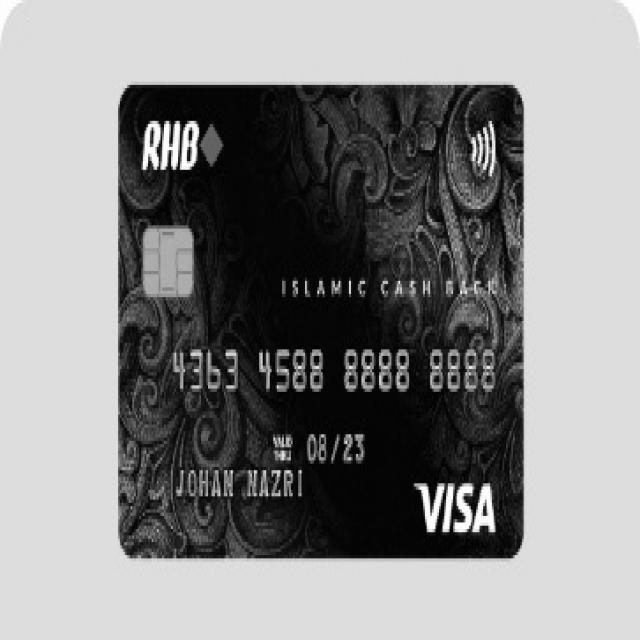 RHB
ISLAMIC CASH BACK
4363 4588 8888 8888
VALID THRU 08/23
JOHAN NAZRI
VISA